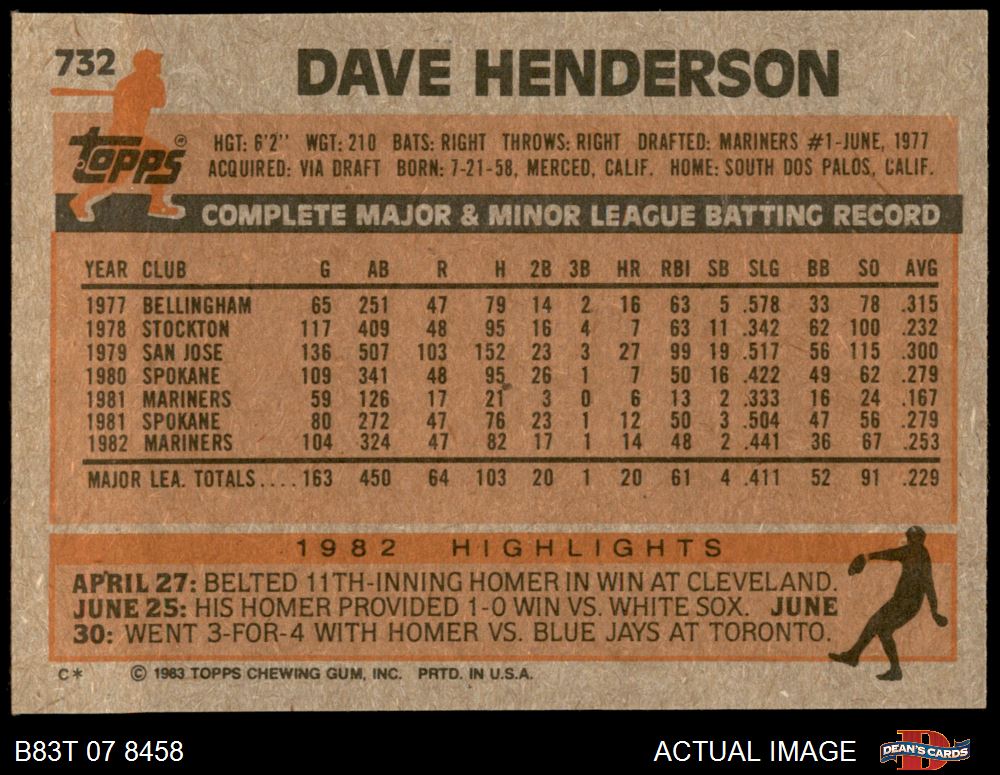 732
DAVE HENDERSON
topps®
HGT: 6'2" WGT: 210 BATS: RIGHT THROWS: RIGHT DRAFTED: MARINERS #1-JUNE, 1977
ACQUIRED: VIA DRAFT BORN: 7-21-58, MERCED, CALIF. HOME: SOUTH DOS PALOS, CALIF.
COMPLETE MAJOR & MINOR LEAGUE BATTING RECORD
YEAR CLUB G AB R H 2B 3B HR RBI SB SLG BB SO AVG
1977 BELLINGHAM 65 251 47 79 14 2 16 63 5 .578 33 78 .315
1978 STOCKTON 117 409 48 95 16 4 7 63 11 .342 62 100 .232
1979 SAN JOSE 136 507 103 152 23 3 27 99 19 .517 56 115 .300
1980 SPOKANE 109 341 48 95 26 1 7 50 16 .422 49 62 .279
1981 MARINERS 59 126 17 21 3 0 6 13 2 .333 16 24 .167
1981 SPOKANE 80 272 47 76 23 1 12 50 3 .504 47 56 .279
1982 MARINERS 104 324 47 82 17 1 14 48 2 .441 36 67 .253
MAJOR LEA. TOTALS.... 163 450 64 103 20 1 20 61 4 .411 52 91 .229
1982 HIGHLIGHTS
APRIL 27: BELTED 11TH-INNING HOMER IN WIN AT CLEVELAND.
JUNE 25: HIS HOMER PROVIDED 1-0 WIN VS. WHITE SOX. JUNE
30: WENT 3-FOR-4 WITH HOMER VS. BLUE JAYS AT TORONTO.
C* © 1983 TOPPS CHEWING GUM, INC. PRTD. IN U.S.A.
B83T 07 8458 ACTUAL IMAGE D DEAN'S CARDS